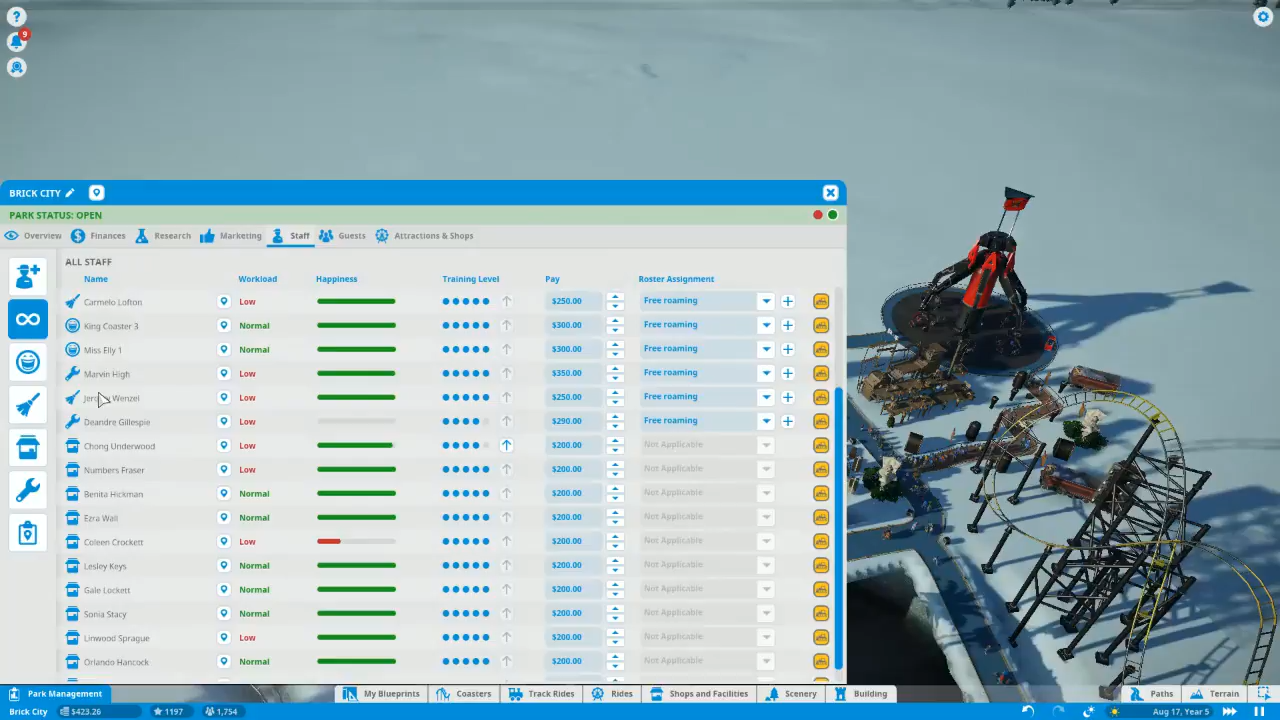 ?
9
BRICK CITY
PARK STATUS: OPEN
Overview Finances Research Marketing Staff Guests Attractions & Shops
ALL STAFF
Name Workload Happiness Training Level Pay Roster Assignment
Carmelo Lofton Low $250.00 Free roaming
King Coaster 3 Normal $300.00 Free roaming
Miss Elly 1 Normal $300.00 Free roaming
Marvin High Low $350.00 Free roaming
Wenzel Low $250.00 Free roaming
Deandre Gillespie Low $290.00 Free roaming
Chong Underwood Low $200.00 Not Applicable
Numbers Fraser Low $200.00 Not Applicable
Benita Hickman Normal $200.00 Not Applicable
Ezra Wall Normal $200.00 Not Applicable
Coleen Crockett Low $200.00 Not Applicable
Lesley Keys Normal $200.00 Not Applicable
Gale Lockett Normal $200.00 Not Applicable
Sonia Stacy Normal $200.00 Not Applicable
Linwood Sprague Low $200.00 Not Applicable
Orlando Hancock Normal $200.00 Not Applicable
Park Management My Blueprints Coasters Track Rides Rides Shops and Facilities Scenery Building Paths Terrain
Brick City $423.26 1197 1,754 Aug 17, Year 5